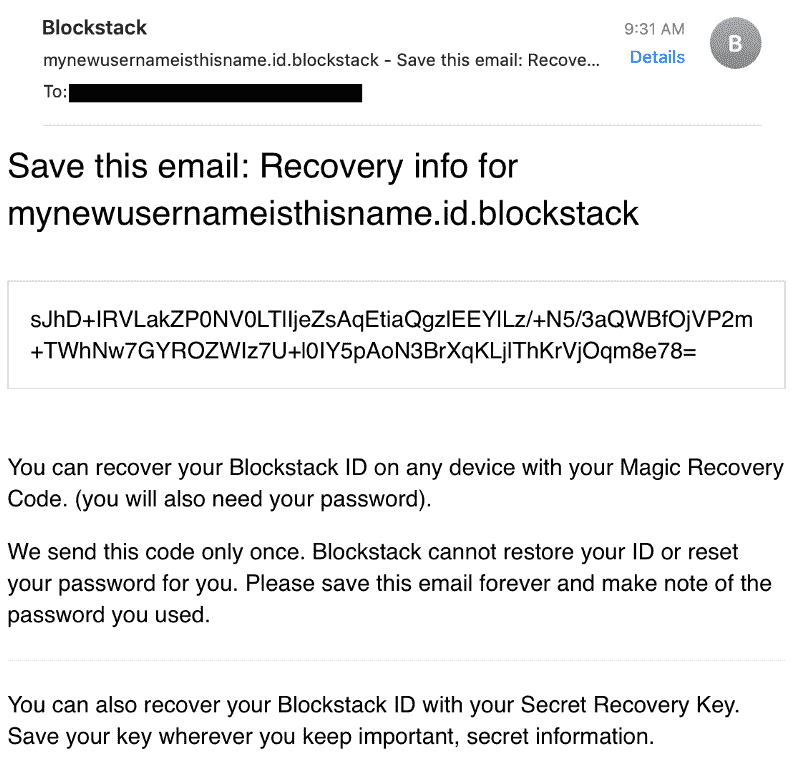 Blockstack
9:31 AM
B
mynewusernameisthisname.id.blockstack - Save this email: Recove...
Details
To:
Save this email: Recovery info for
mynewusernameisthisname.id.blockstack
sJhD+IRVLakZP0NV0LTlIjeZsAqEtiaQgzIEEYlLz/+N5/3aQWBfOjVP2m
+TWhNw7GYROZWIz7U+l0IY5pAoN3BrXqKLjlThKrVjOqm8e78=
You can recover your Blockstack ID on any device with your Magic Recovery
Code. (you will also need your password).
We send this code only once. Blockstack cannot restore your ID or reset
your password for you. Please save this email forever and make note of the
password you used.
You can also recover your Blockstack ID with your Secret Recovery Key.
Save your key wherever you keep important, secret information.